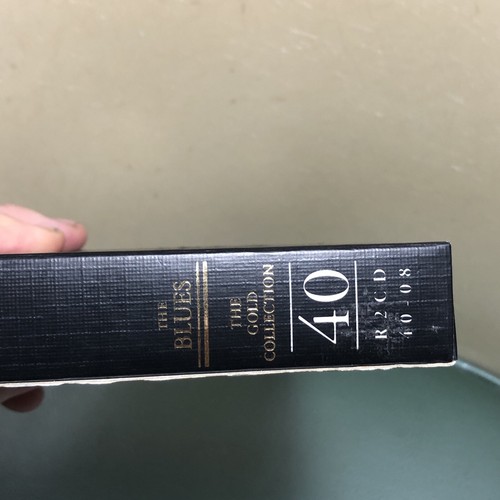 THE
BLUES
THE
GOLD
COLLECTION
40
R2CD
40-08